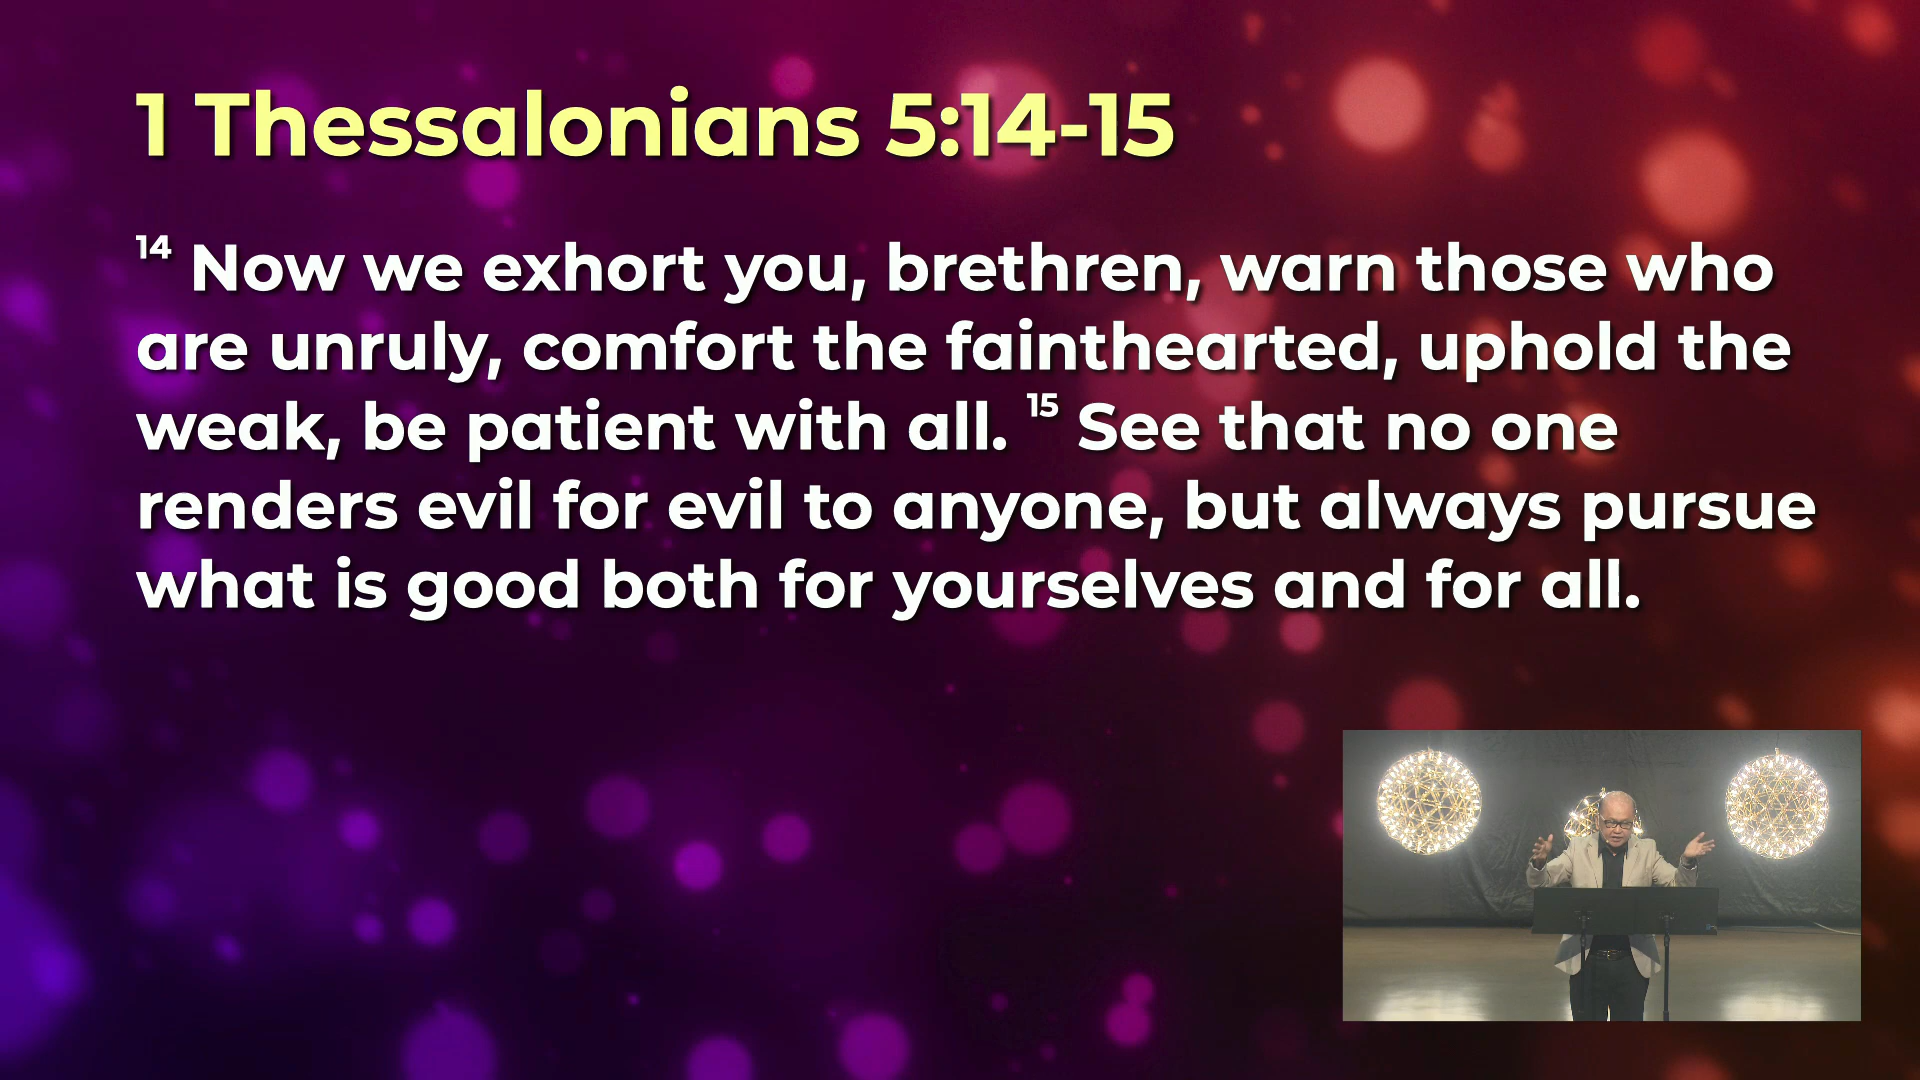 1 Thessalonians 5:14-15
14 Now we exhort you, brethren, warn those who
are unruly, comfort the fainthearted, uphold the
weak, be patient with all. 15 See that no one
renders evil for evil to anyone, but always pursue
what is good both for yourselves and for all.